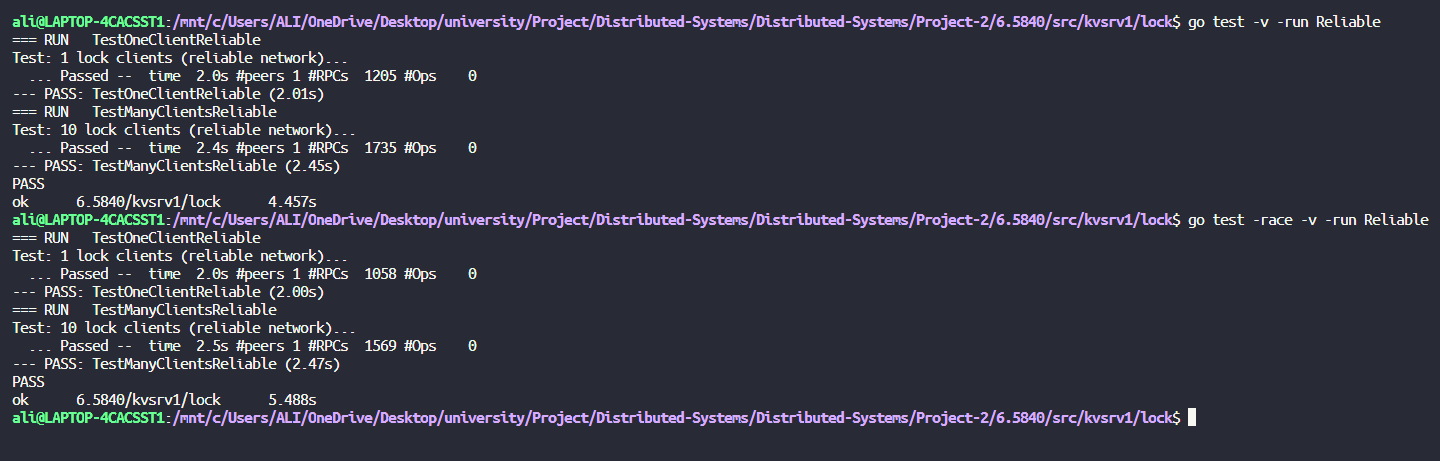 ali@LAPTOP-4CACSST1:/mnt/c/Users/ALI/OneDrive/Desktop/university/Project/Distributed-Systems/Distributed-Systems/Project-2/6.5840/src/kvsrv1/lock$ go test -v -run Reliable
=== RUN   TestOneClientReliable
Test: 1 lock clients (reliable network)...
  ... Passed --  time  2.0s #peers 1 #RPCs  1205 #Ops    0
--- PASS: TestOneClientReliable (2.01s)
=== RUN   TestManyClientsReliable
Test: 10 lock clients (reliable network)...
  ... Passed --  time  2.4s #peers 1 #RPCs  1735 #Ops    0
--- PASS: TestManyClientsReliable (2.45s)
PASS
ok      6.5840/kvsrv1/lock      4.457s
ali@LAPTOP-4CACSST1:/mnt/c/Users/ALI/OneDrive/Desktop/university/Project/Distributed-Systems/Distributed-Systems/Project-2/6.5840/src/kvsrv1/lock$ go test -race -v -run Reliable
=== RUN   TestOneClientReliable
Test: 1 lock clients (reliable network)...
  ... Passed --  time  2.0s #peers 1 #RPCs  1058 #Ops    0
--- PASS: TestOneClientReliable (2.00s)
=== RUN   TestManyClientsReliable
Test: 10 lock clients (reliable network)...
  ... Passed --  time  2.5s #peers 1 #RPCs  1569 #Ops    0
--- PASS: TestManyClientsReliable (2.47s)
PASS
ok      6.5840/kvsrv1/lock      5.488s
ali@LAPTOP-4CACSST1:/mnt/c/Users/ALI/OneDrive/Desktop/university/Project/Distributed-Systems/Distributed-Systems/Project-2/6.5840/src/kvsrv1/lock$